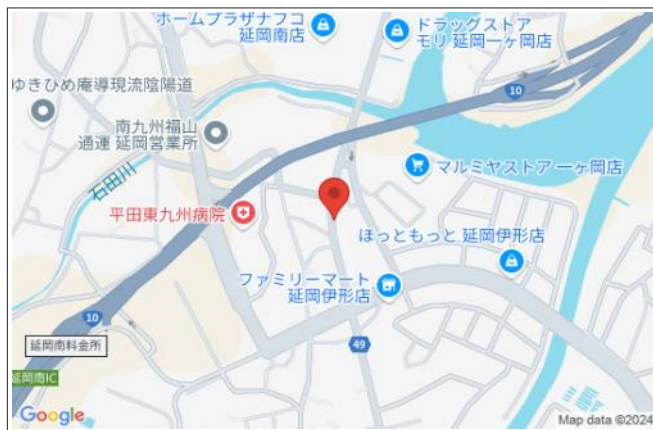 ホームプラザナフコ
延岡南店
ドラッグストア
モリ 延岡一ヶ岡店
10
ゆきひめ庵導現流陰陽道
南九州福山
通運 延岡営業所
マルミヤストア 一ヶ岡店
石田川
平田東九州病院
ほっともっと 延岡伊形店
ファミリーマート
延岡伊形店
10
49
延岡南料金所
延岡南IC
Google
Map data ©2024